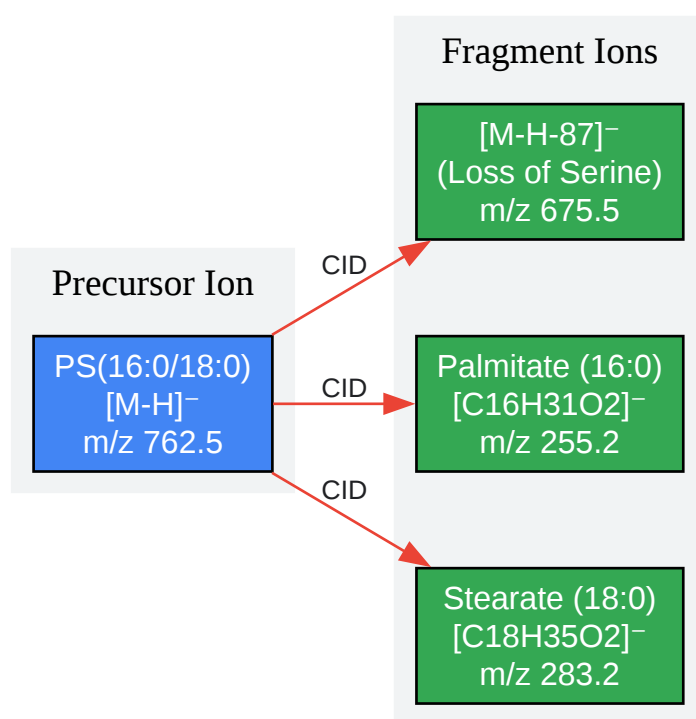 Fragment Ions
[M-H-87]⁻
(Loss of Serine)
m/z 675.5
CID
Precursor Ion
PS(16:0/18:0)
[M-H]⁻
m/z 762.5
CID
Palmitate (16:0)
[C16H31O2]⁻
m/z 255.2
CID
Stearate (18:0)
[C18H35O2]⁻
m/z 283.2